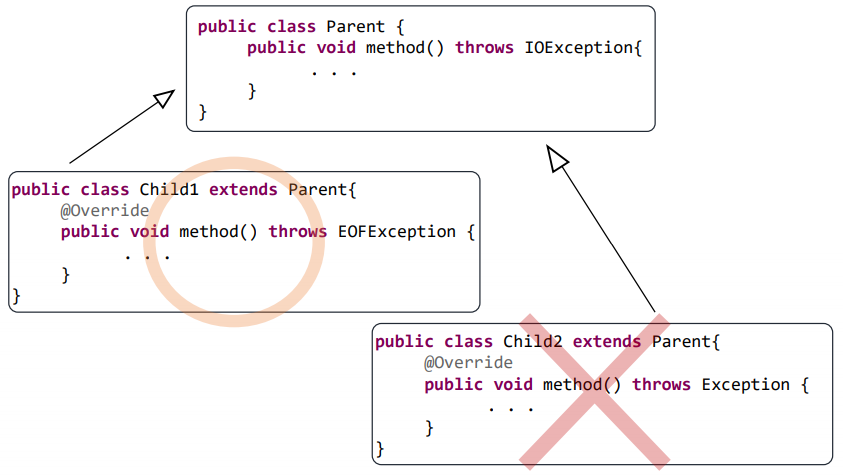 public class Parent {
public void method() throws IOException{
. . .
}
}
public class Child1 extends Parent{
@Override
public void method() throws EOFException {
. . .
}
}
public class Child2 extends Parent{
@Override
public void method() throws Exception {
. . .
}
}